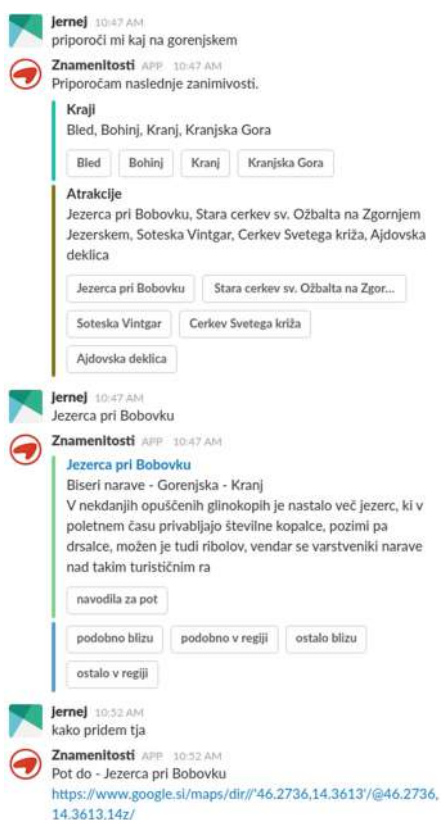 jernej 10:47 AM
priporoči mi kaj na gorenjskem
Znamenitosti APP 10:47 AM
Priporočam naslednje zanimivosti.
Kraji
Bled, Bohinj, Kranj, Kranjska Gora
Bled Bohinj Kranj Kranjska Gora
Atrakcije
Jezerca pri Bobovku, Stara cerkev sv. Ožbalta na Zgornjem
Jezerskem, Soteska Vintgar, Cerkev Svetega križa, Ajdovska
deklica
Jezerca pri Bobovku Stara cerkev sv. Ožbalta na Zgor...
Soteska Vintgar Cerkev Svetega križa
Ajdovska deklica
jernej 10:47 AM
Jezerca pri Bobovku
Znamenitosti APP 10:47 AM
Jezerca pri Bobovku
Biseri narave - Gorenjska - Kranj
V nekdanjih opuščenih glinokopih je nastalo več jezerc, ki v
poletnem času privabljajo številne kopalce, pozimi pa
drsalce, možen je tudi ribolov, vendar se varstveniki narave
nad takim turističnim ra
navodila za pot
podobno blizu podobno v regiji ostalo blizu
ostalo v regiji
jernej 10:52 AM
kako pridem tja
Znamenitosti APP 10:52 AM
Pot do - Jezerca pri Bobovku
https://www.google.si/maps/dir//'46.2736,14.3613'/@46.2736,
14.3613.14z/